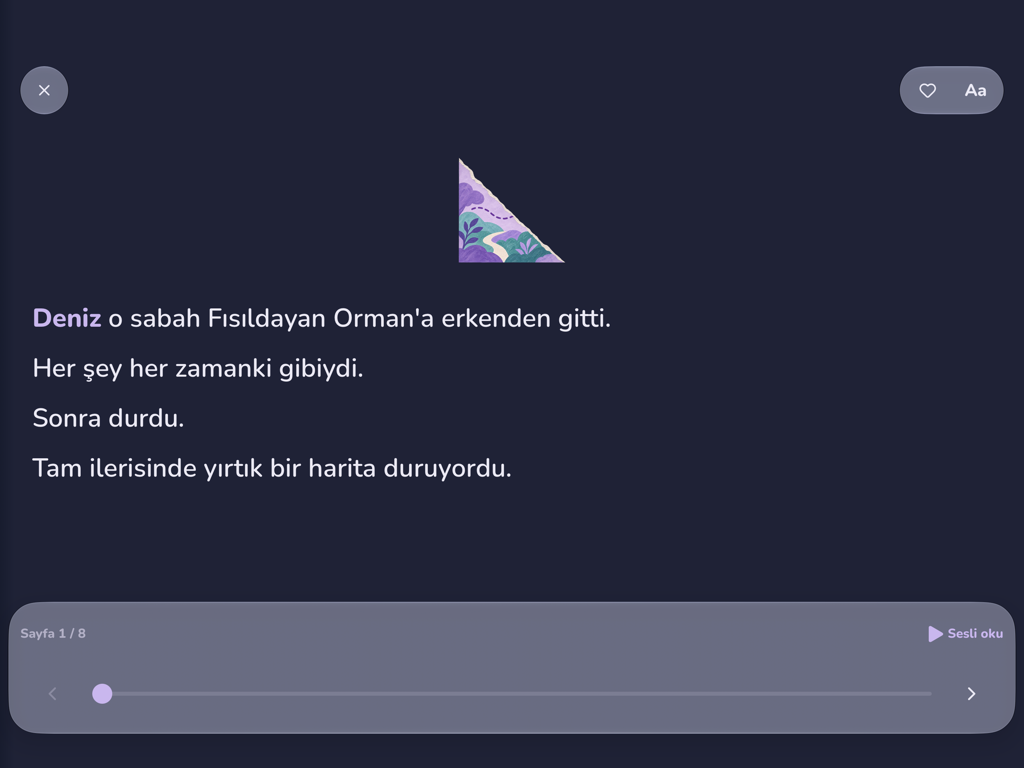 Aa
Deniz o sabah Fısıldayan Orman'a erkenden gitti.
Her şey her zamanki gibiydi.
Sonra durdu.
Tam ilerisinde yırtık bir harita duruyordu.
Sayfa 1 / 8
Sesli oku